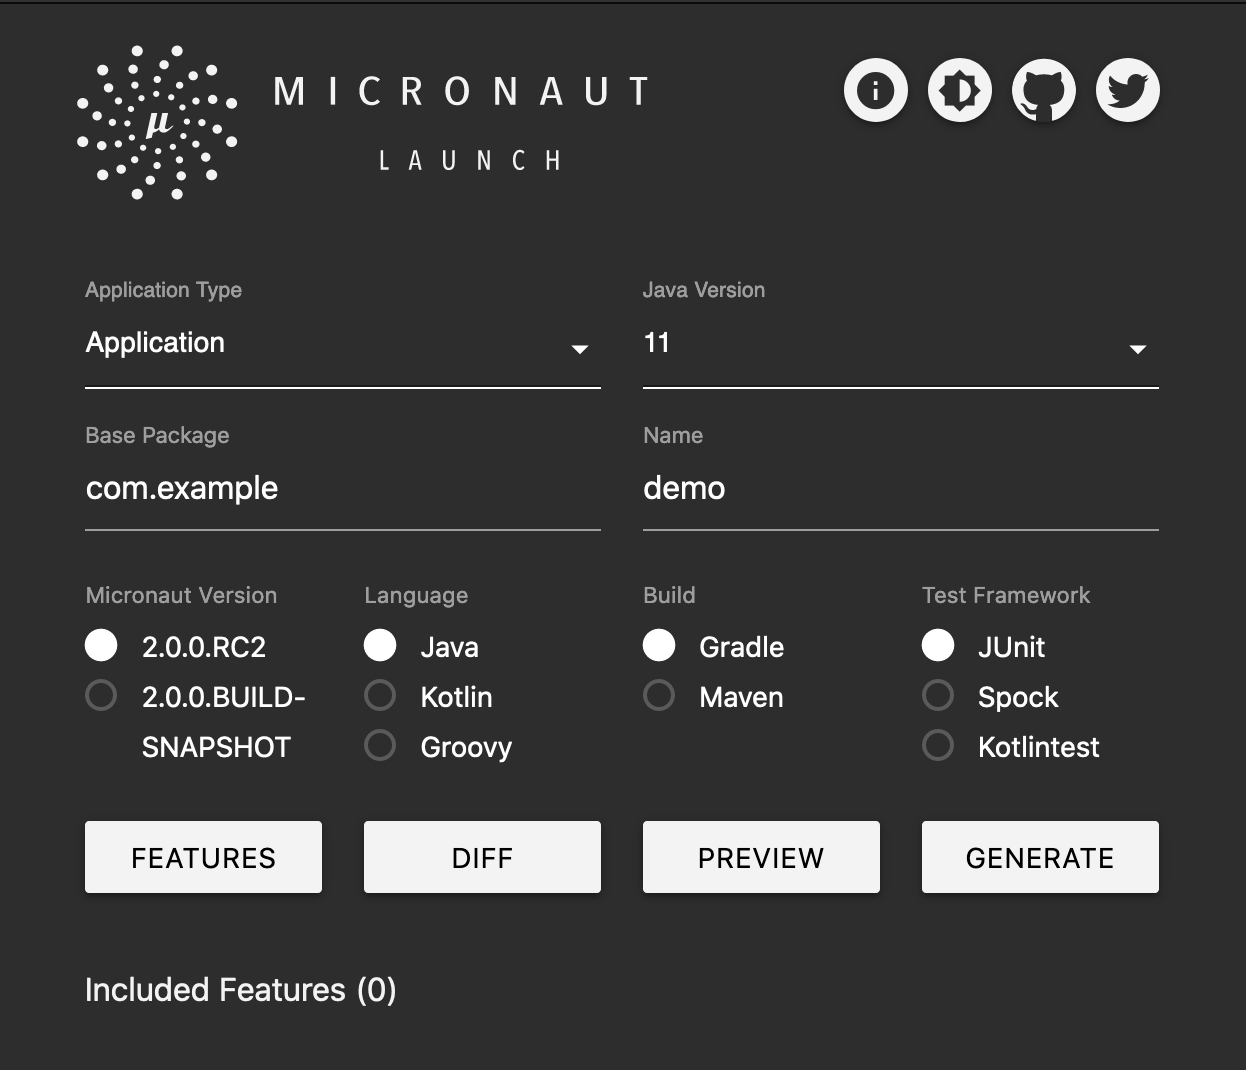 μ
MICRONAUT
LAUNCH
Application Type
Java Version
Application
11
Base Package
Name
com.example
demo
Micronaut Version
Language
Build
Test Framework
2.0.0.RC2
Java
Gradle
JUnit
2.0.0.BUILD-
Kotlin
Maven
Spock
SNAPSHOT
Groovy
Kotlintest
FEATURES
DIFF
PREVIEW
GENERATE
Included Features (0)